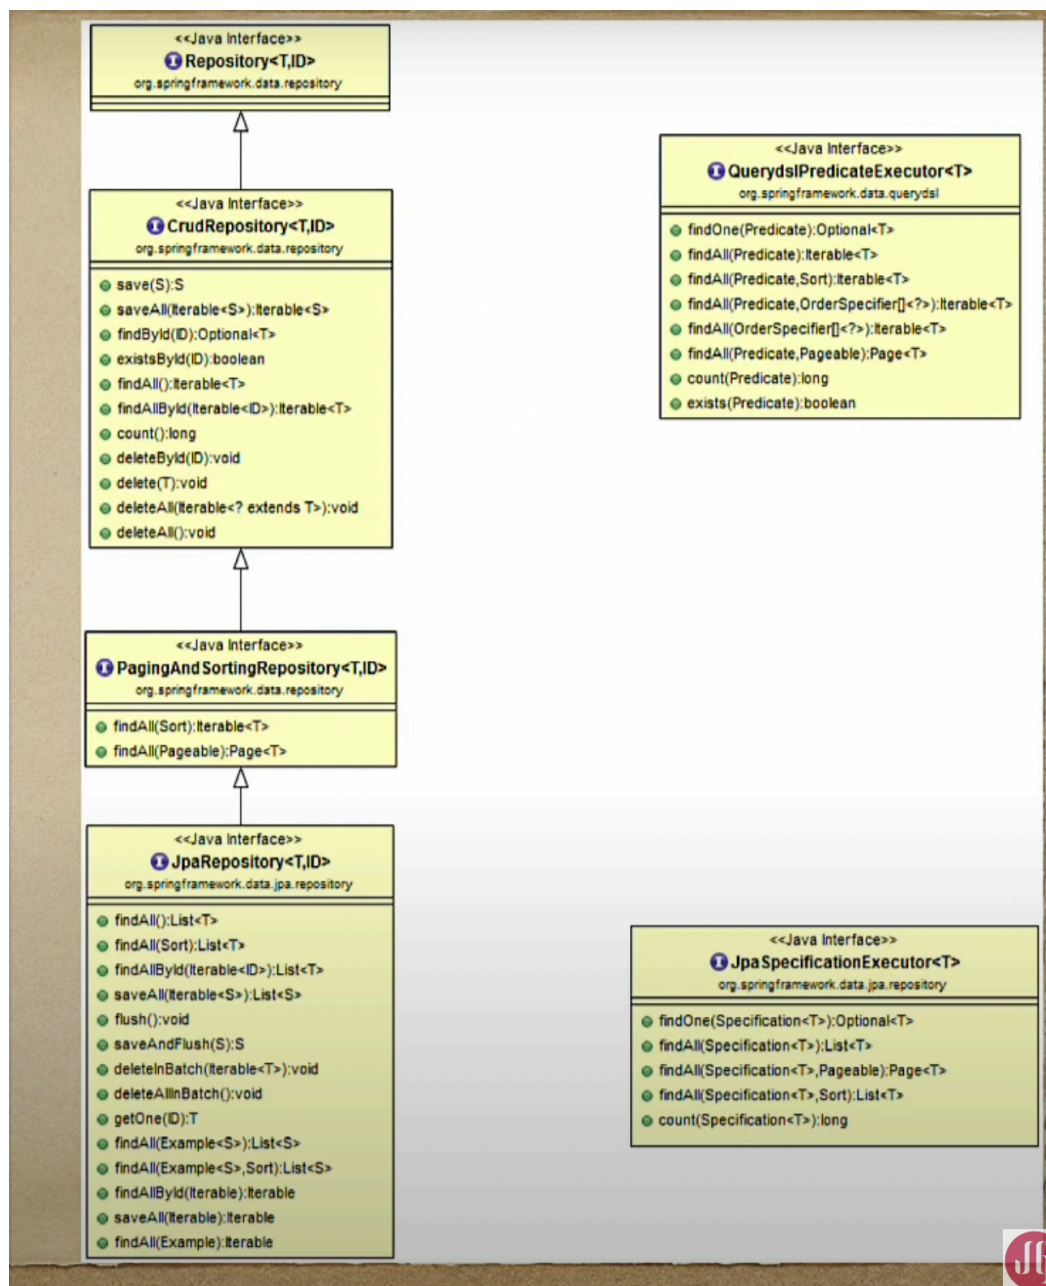 <<Java Interface>>
Repository<T,ID>
org.springframework.data.repository
<<Java Interface>>
CrudRepository<T,ID>
org.springframework.data.repository
save(S):S
saveAll(Iterable<S>):Iterable<S>
findById(ID):Optional<T>
existsById(ID):boolean
findAll():Iterable<T>
findAllById(Iterable<ID>):Iterable<T>
count():long
deleteById(ID):void
delete(T):void
deleteAll(Iterable<? extends T>):void
deleteAll():void
<<Java Interface>>
PagingAndSortingRepository<T,ID>
org.springframework.data.repository
findAll(Sort):Iterable<T>
findAll(Pageable):Page<T>
<<Java Interface>>
JpaRepository<T,ID>
org.springframework.data.jpa.repository
findAll():List<T>
findAll(Sort):List<T>
findAllById(Iterable<ID>):List<T>
saveAll(Iterable<S>):List<S>
flush():void
saveAndFlush(S):S
deleteInBatch(Iterable<T>):void
deleteAllInBatch():void
getOne(ID):T
findAll(Example<S>):List<S>
findAll(Example<S>,Sort):List<S>
findAllById(Iterable):Iterable
saveAll(Iterable):Iterable
findAll(Example):Iterable
<<Java Interface>>
QuerydslPredicateExecutor<T>
org.springframework.data.querydsl
findOne(Predicate):Optional<T>
findAll(Predicate):Iterable<T>
findAll(Predicate,Sort):Iterable<T>
findAll(Predicate,OrderSpecifier[]<?>):Iterable<T>
findAll(OrderSpecifier[]<?>):Iterable<T>
findAll(Predicate,Pageable):Page<T>
count(Predicate):long
exists(Predicate):boolean
<<Java Interface>>
JpaSpecificationExecutor<T>
org.springframework.data.jpa.repository
findOne(Specification<T>):Optional<T>
findAll(Specification<T>):List<T>
findAll(Specification<T>,Pageable):Page<T>
findAll(Specification<T>,Sort):List<T>
count(Specification<T>):long